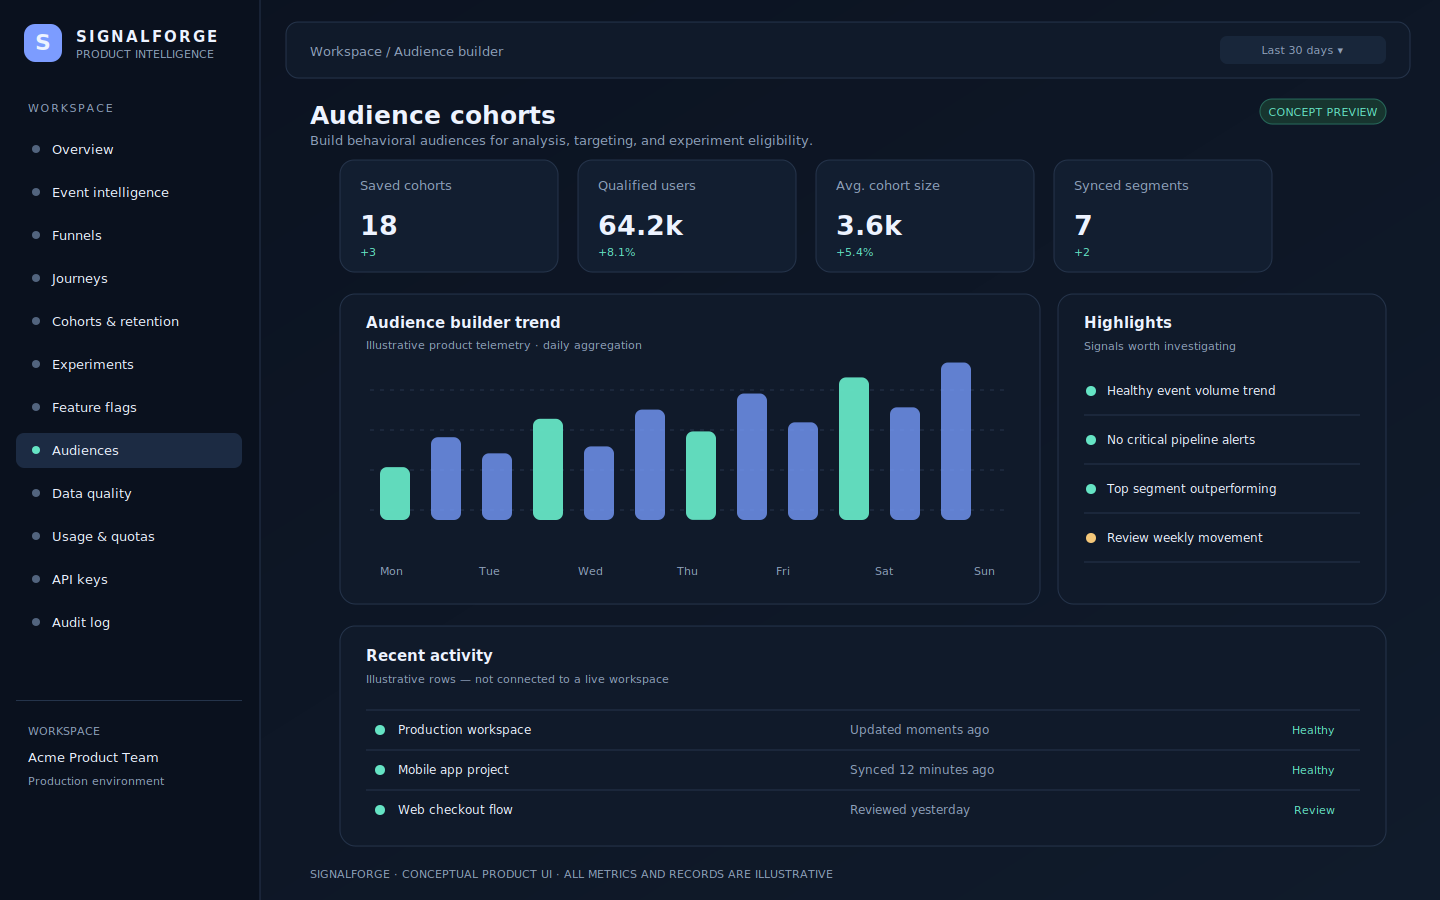 S
SIGNALFORGE
PRODUCT INTELLIGENCE
WORKSPACE
Overview
Event intelligence
Funnels
Journeys
Cohorts & retention
Experiments
Feature flags
Audiences
Data quality
Usage & quotas
API keys
Audit log
WORKSPACE
Acme Product Team
Production environment
Workspace / Audience builder
Last 30 days ▾
Audience cohorts
CONCEPT PREVIEW
Build behavioral audiences for analysis, targeting, and experiment eligibility.
Saved cohorts
18
+3
Qualified users
64.2k
+8.1%
Avg. cohort size
3.6k
+5.4%
Synced segments
7
+2
Audience builder trend
Illustrative product telemetry · daily aggregation
Mon Tue Wed Thu Fri Sat Sun
Highlights
Signals worth investigating
Healthy event volume trend
No critical pipeline alerts
Top segment outperforming
Review weekly movement
Recent activity
Illustrative rows — not connected to a live workspace
Production workspace Updated moments ago Healthy
Mobile app project Synced 12 minutes ago Healthy
Web checkout flow Reviewed yesterday Review
SIGNALFORGE · CONCEPTUAL PRODUCT UI · ALL METRICS AND RECORDS ARE ILLUSTRATIVE